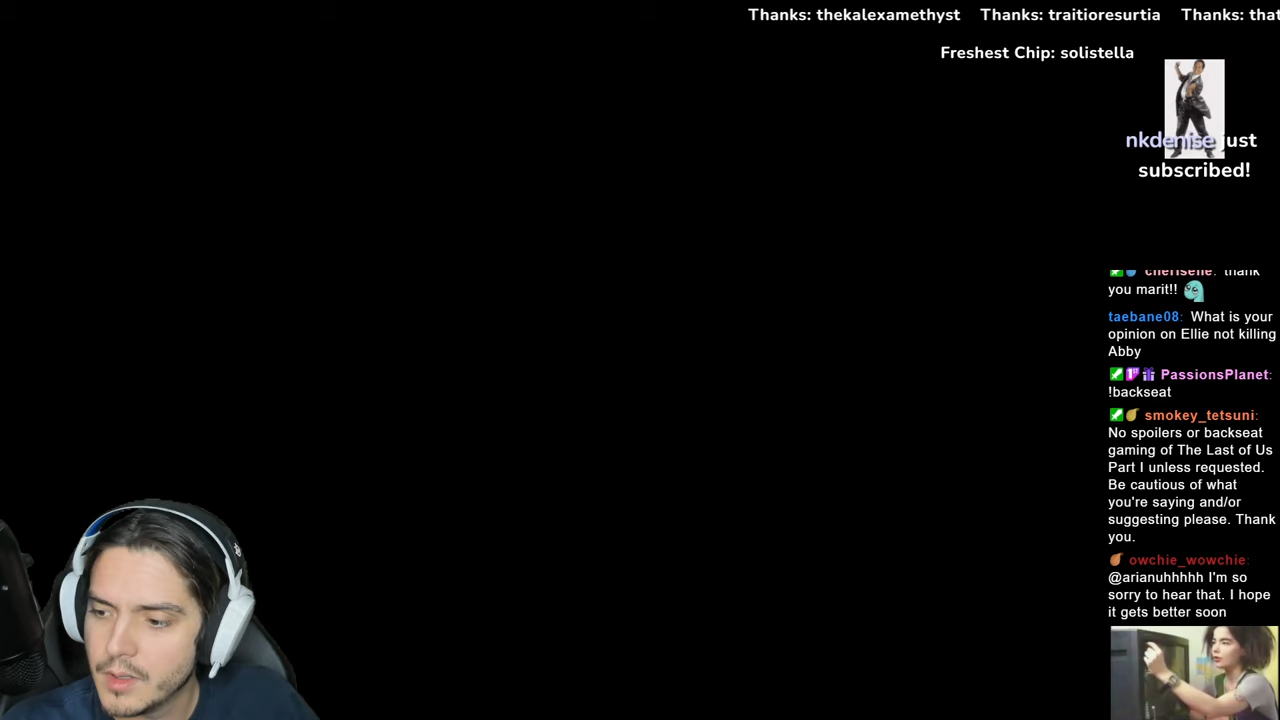 Thanks: thekalexamethyst Thanks: traitioresurtia Thanks: that
Freshest Chip: solistella
nkdenise just
subscribed!
cherisene: thank
you marit!!
taebane08: What is your
opinion on Ellie not killing
Abby
PassionsPlanet:
!backseat
smokey_tetsuni:
No spoilers or backseat
gaming of The Last of Us
Part I unless requested.
Be cautious of what
you're saying and/or
suggesting please. Thank
you.
owchie_wowchie:
@arianuhhhhh I'm so
sorry to hear that. I hope
it gets better soon